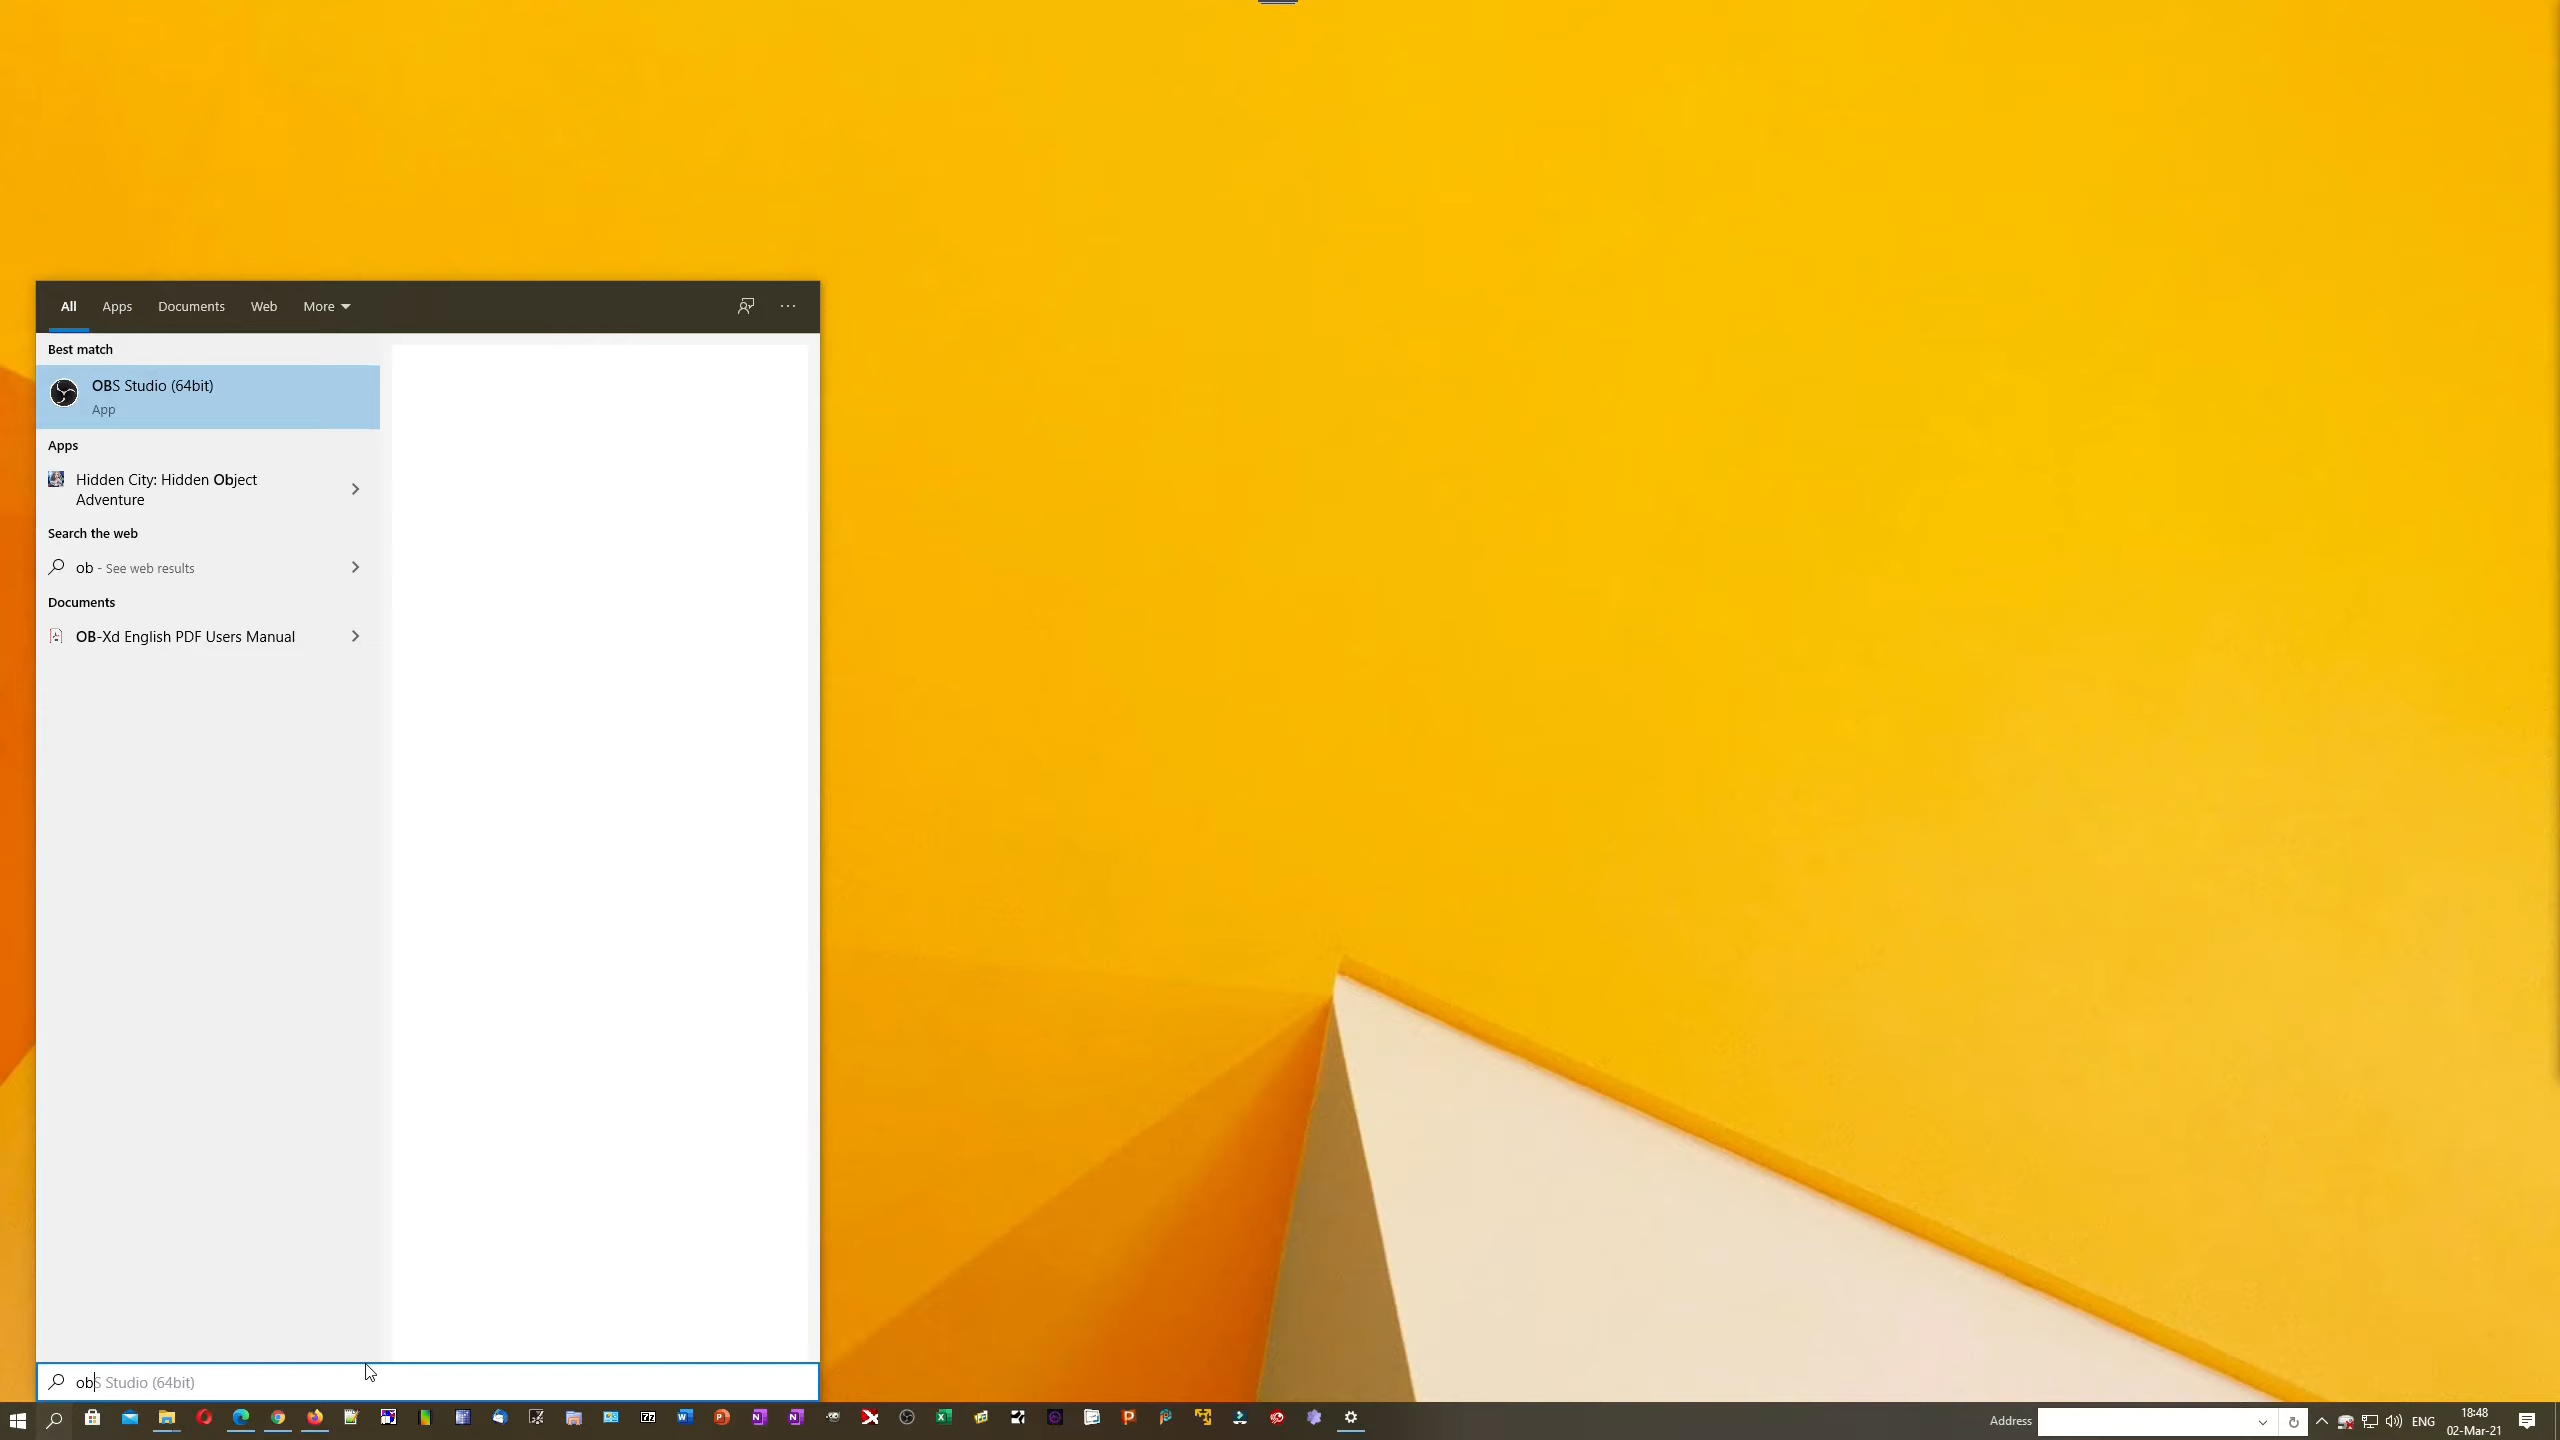 All Apps Documents Web More
Best match
OBS Studio (64bit)
App
Apps
Hidden City: Hidden Object
Adventure
Search the web
ob - See web results
Documents
OB-Xd English PDF Users Manual
obS Studio (64bit)
Address
ENG
18:48
02-Mar-21